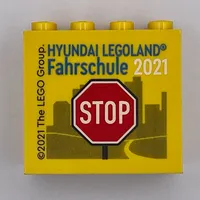 HYUNDAI LEGOLAND®
Fahrschule 2021
STOP
©2021 The LEGO Group.